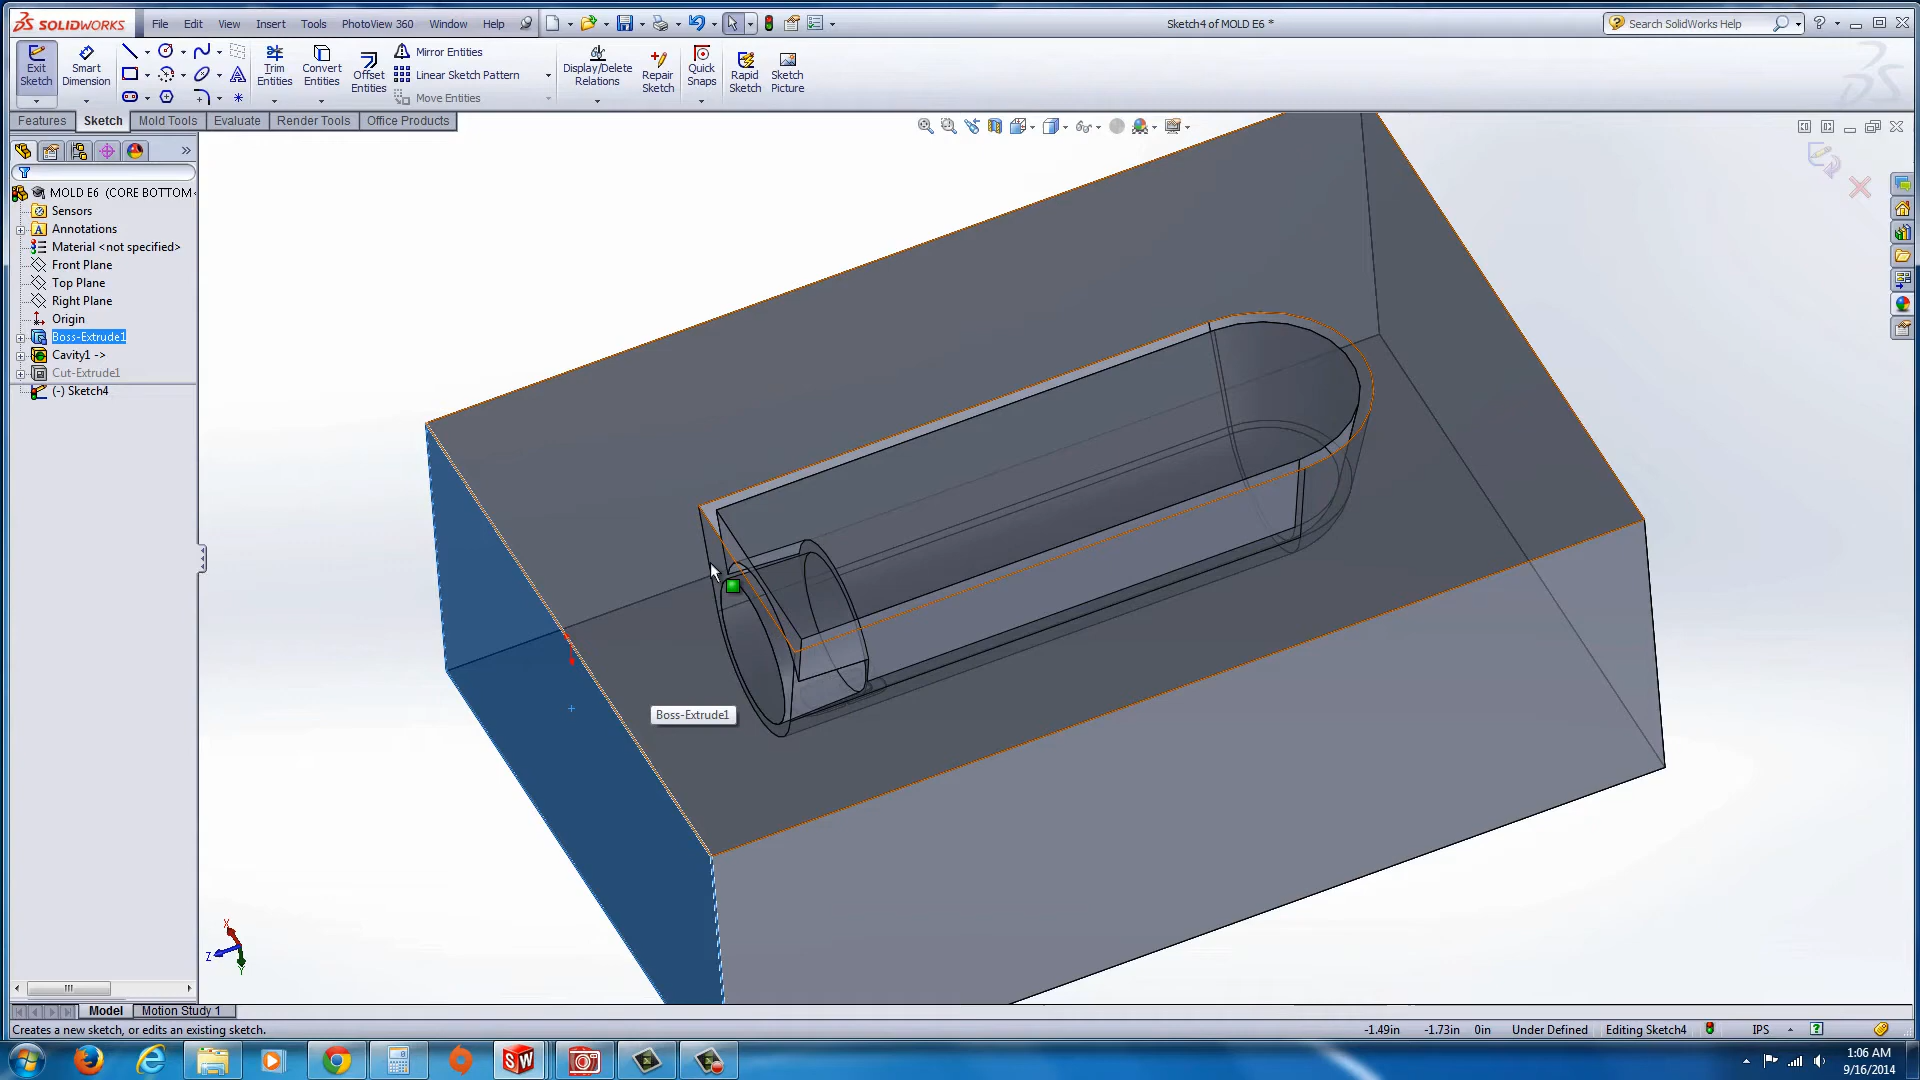 SOLIDWORKS
File Edit View Insert Tools PhotoView 360 Window Help
Sketch4 of MOLD E6 *
Search SolidWorks Help
Exit Sketch
Smart Dimension
Trim Entities
Convert Entities
Offset Entities
Mirror Entities
Linear Sketch Pattern
Move Entities
Display/Delete Relations
Repair Sketch
Quick Snaps
Rapid Sketch
Sketch Picture
Features Sketch Mold Tools Evaluate Render Tools Office Products
MOLD E6 (CORE BOTTOM
Sensors
Annotations
Material <not specified>
Front Plane
Top Plane
Right Plane
Origin
Boss-Extrude1
Cavity1 ->
Cut-Extrude1
(-) Sketch4
Boss-Extrude1
X
Z
Y
Model Motion Study 1
Creates a new sketch, or edits an existing sketch.
-1.49in -1.73in 0in Under Defined Editing Sketch4 IPS
SW
1:06 AM
9/16/2014